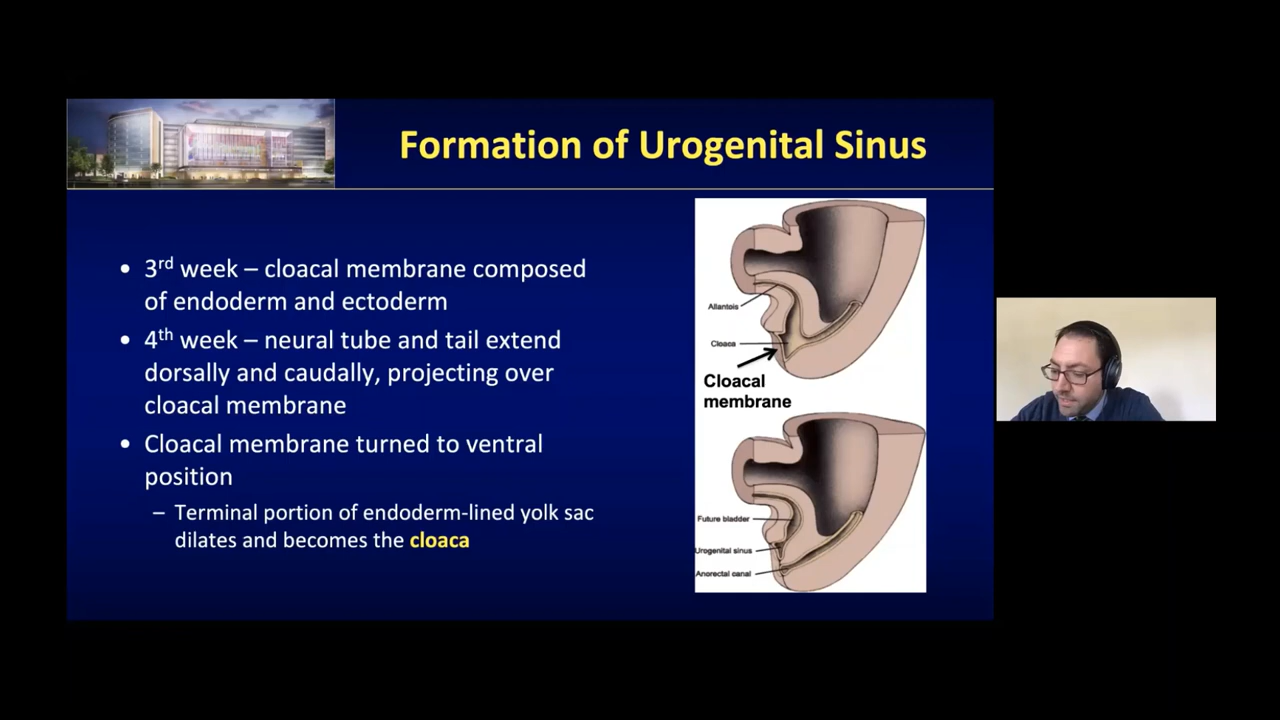 Formation of Urogenital Sinus
• 3rd week – cloacal membrane composed
of endoderm and ectoderm
• 4th week – neural tube and tail extend
dorsally and caudally, projecting over
cloacal membrane
• Cloacal membrane turned to ventral
position
– Terminal portion of endoderm-lined yolk sac
dilates and becomes the cloaca
Allantois
Cloaca
Cloacal
membrane
Future bladder
Urogenital sinus
Anorectal canal